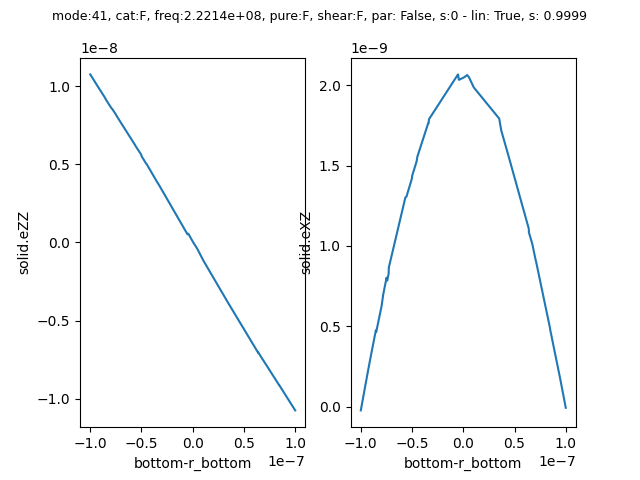 mode:41, cat:F, freq:2.2214e+08, pure:F, shear:F, par: False, s:0 - lin: True, s: 0.9999
1e−8
1.0
0.5
0.0
−0.5
−1.0
solid.eZZ
−1.0 −0.5 0.0 0.5 1.0
1e−7
bottom-r_bottom
1e−9
2.0
1.5
1.0
0.5
0.0
solid.eXZ
−1.0 −0.5 0.0 0.5 1.0
1e−7
bottom-r_bottom